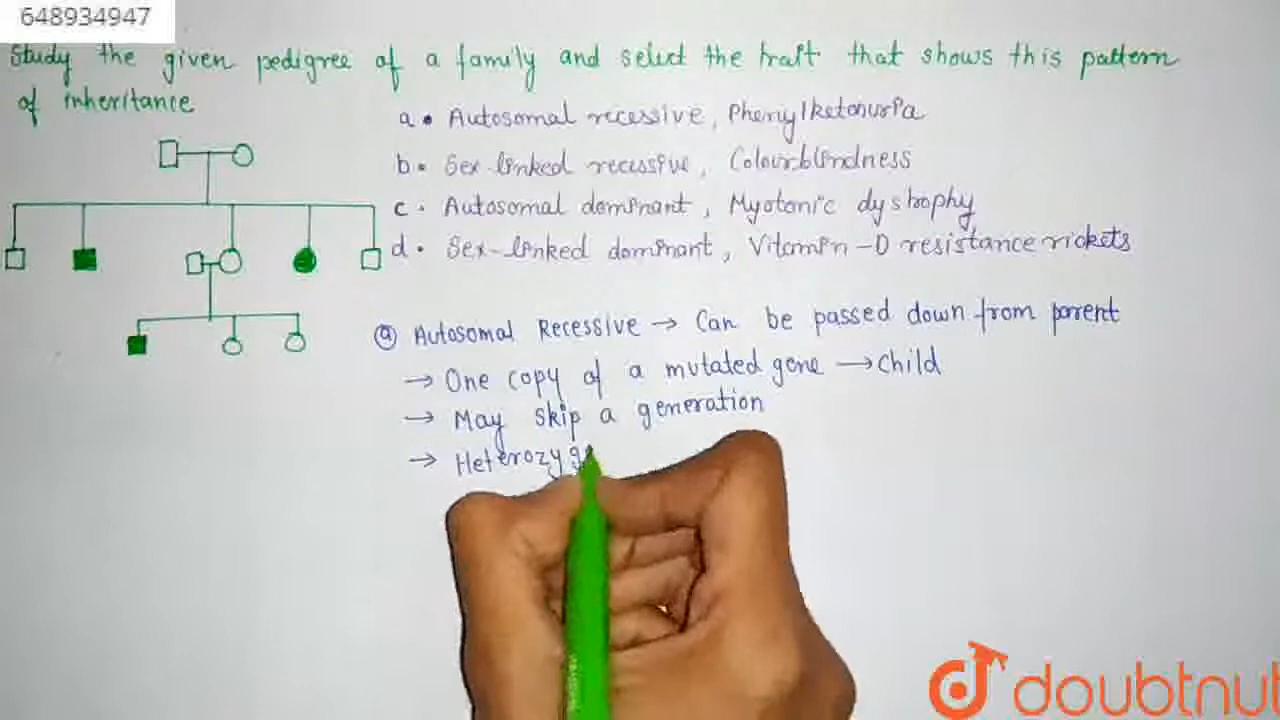 648934947
Study the given pedigree of a family and select the trait that shows this pattern
of inheritance
a. Autosomal recessive, Phenylketonuria
b. Sex-linked recessive, Colourblindness
c. Autosomal dominant, Myotonic dystrophy
d. Sex-linked dominant, Vitamin-D resistance rickets
ⓐ Autosomal Recessive → Can be passed down from parent
→ One copy of a mutated gene → Child
→ May skip a generation
→ Heterozyg
doubtnut